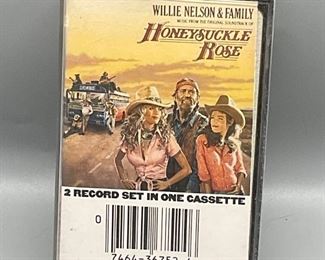 WILLIE NELSON & FAMILY
MUSIC FROM THE ORIGINAL SOUNDTRACK OF
HONEYSUCKLE
ROSE
2 RECORD SET IN ONE CASSETTE
0